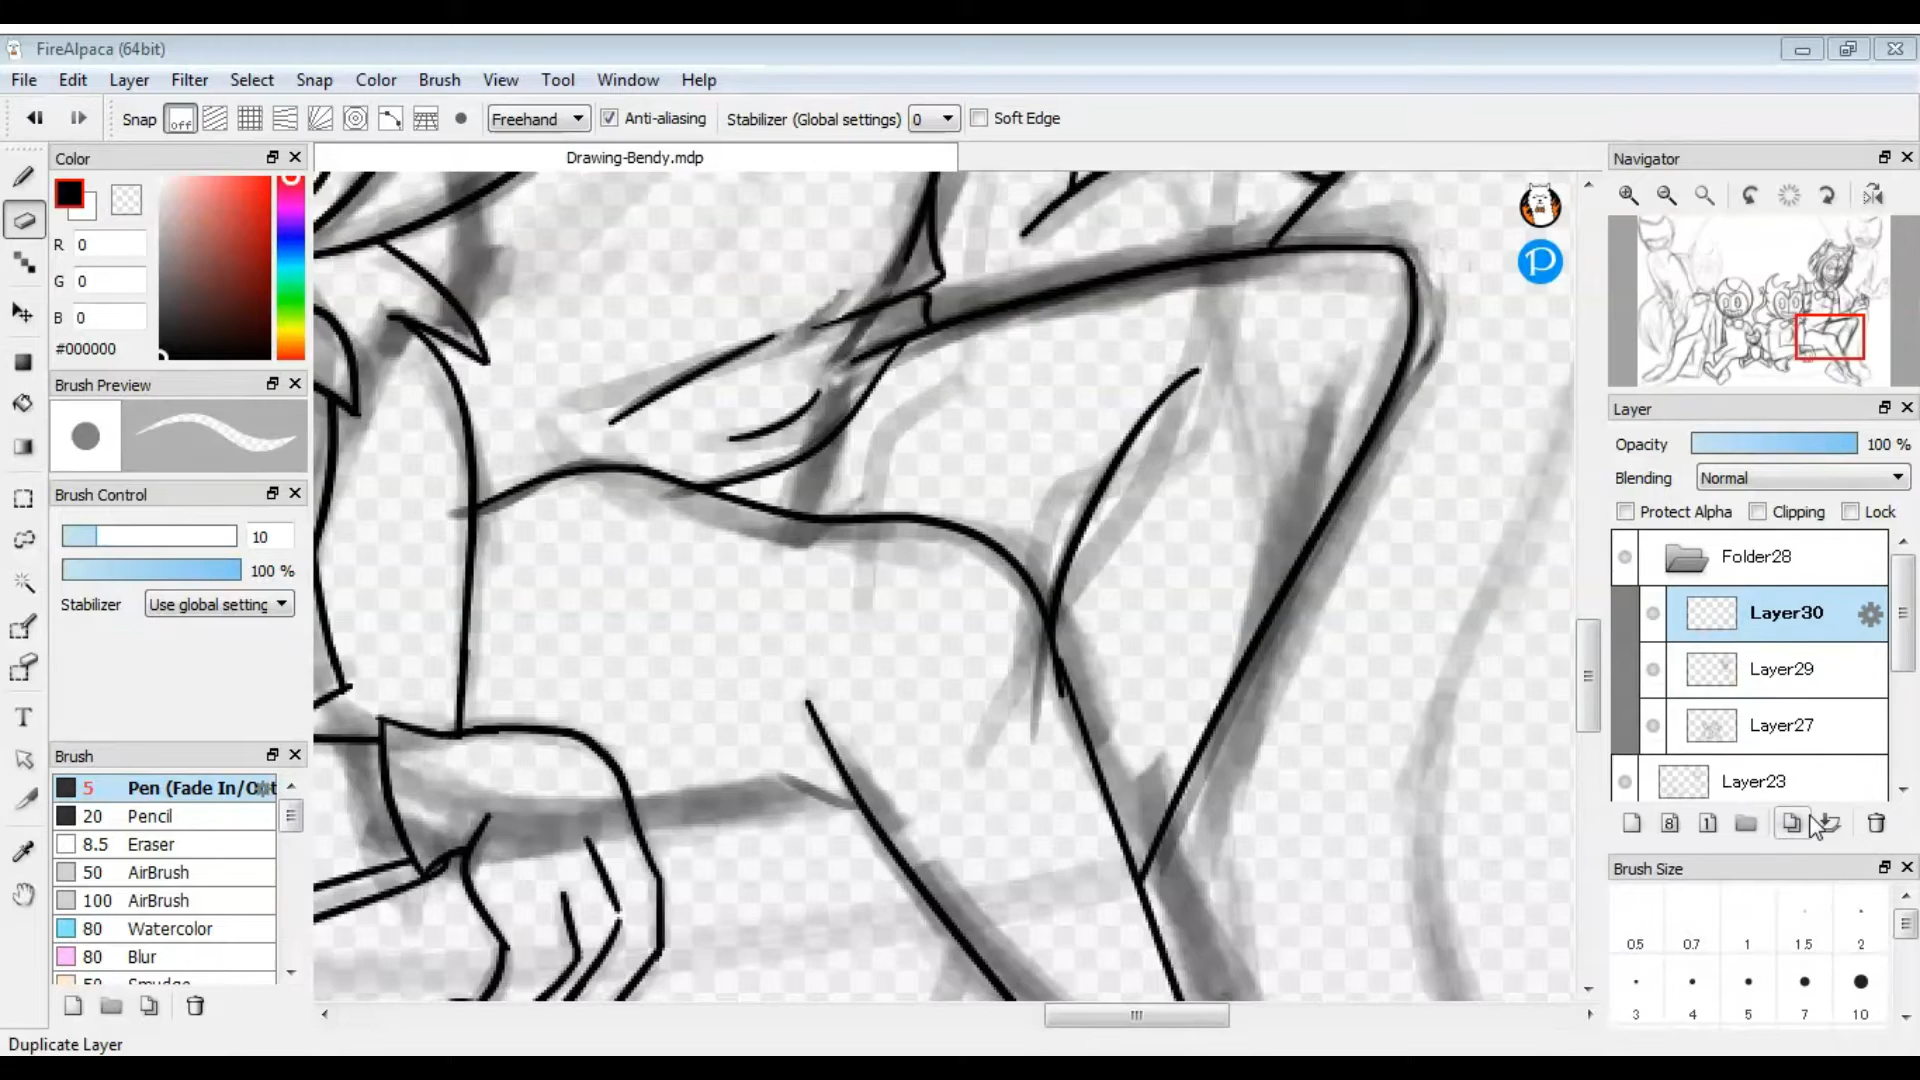 FireAlpaca (64bit)
File Edit Layer Filter Select Snap Color Brush View Tool Window Help
Snap off Freehand Anti-aliasing Stabilizer (Global settings) 0 Soft Edge
Color
R 0
G 0
B 0
#000000
Brush Preview
Brush Control
10
100 %
Stabilizer Use global setting
Brush
5 Pen (Fade In/Out
20 Pencil
8.5 Eraser
50 AirBrush
100 AirBrush
80 Watercolor
80 Blur
50 Smudge
Duplicate Layer
Drawing-Bendy.mdp
P
Navigator
Layer
Opacity 100 %
Blending Normal
Protect Alpha Clipping Lock
Folder28
Layer30
Layer29
Layer27
Layer23
8 1
Brush Size
0.5 0.7 1 1.5 2
3 4 5 7 10
T